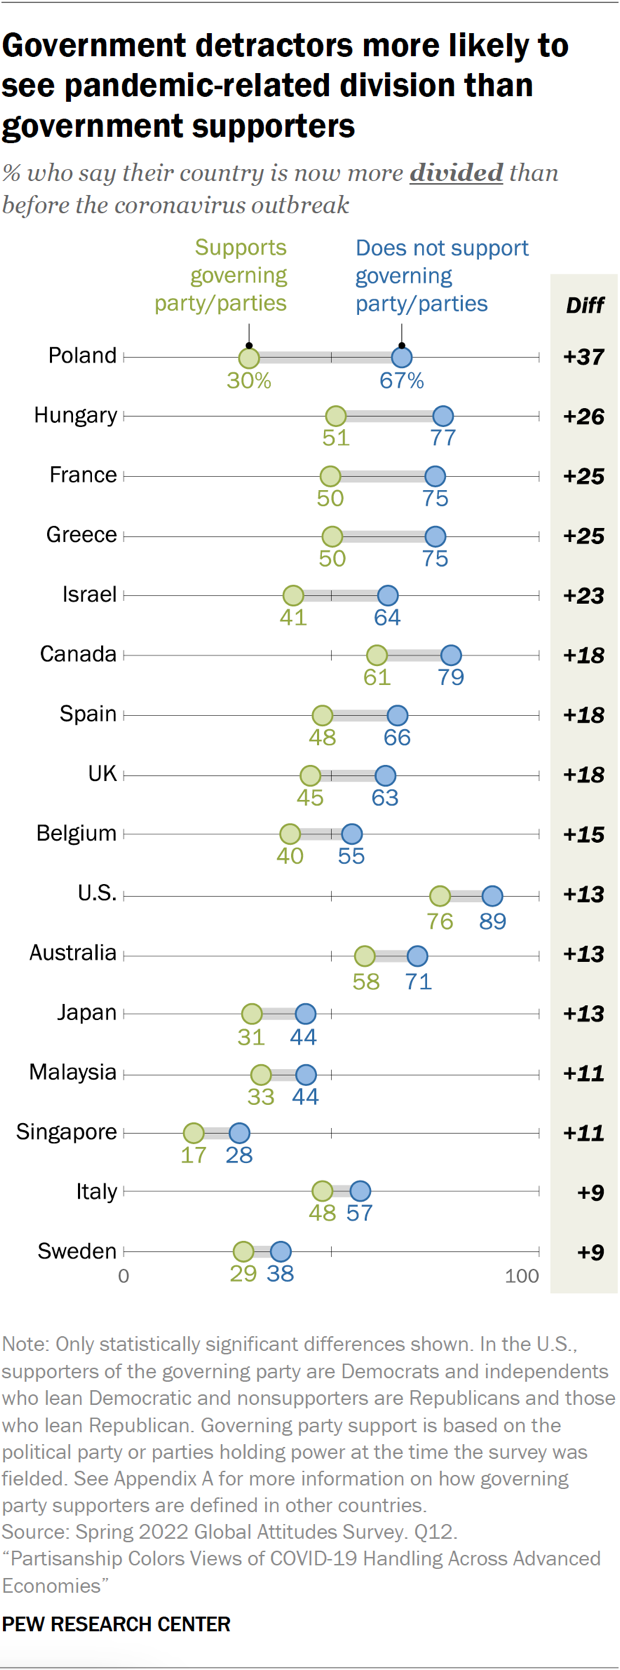 Government detractors more likely to
see pandemic-related division than
government supporters
% who say their country is now more divided than
before the coronavirus outbreak
Supports
governing
party/parties
Does not support
governing
party/parties
Diff
Poland 30% 67% +37
Hungary 51 77 +26
France 50 75 +25
Greece 50 75 +25
Israel 41 64 +23
Canada 61 79 +18
Spain 48 66 +18
UK 45 63 +18
Belgium 40 55 +15
U.S. 76 89 +13
Australia 58 71 +13
Japan 31 44 +13
Malaysia 33 44 +11
Singapore 17 28 +11
Italy 48 57 +9
Sweden 29 38 +9
0 100
Note: Only statistically significant differences shown. In the U.S.,
supporters of the governing party are Democrats and independents
who lean Democratic and nonsupporters are Republicans and those
who lean Republican. Governing party support is based on the
political party or parties holding power at the time the survey was
fielded. See Appendix A for more information on how governing
party supporters are defined in other countries.
Source: Spring 2022 Global Attitudes Survey. Q12.
“Partisanship Colors Views of COVID-19 Handling Across Advanced
Economies”
PEW RESEARCH CENTER